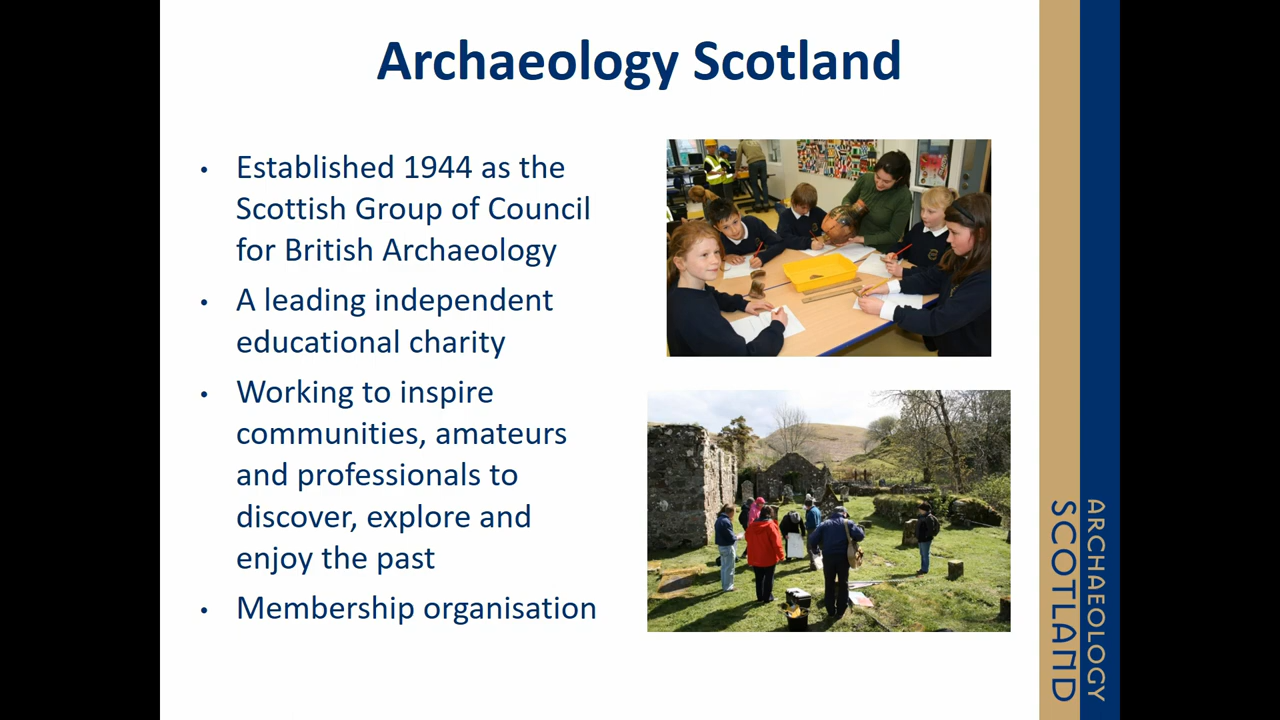 Archaeology Scotland
• Established 1944 as the
Scottish Group of Council
for British Archaeology
• A leading independent
educational charity
• Working to inspire
communities, amateurs
and professionals to
discover, explore and
enjoy the past
• Membership organisation
ARCHAEOLOGY
SCOTLAND